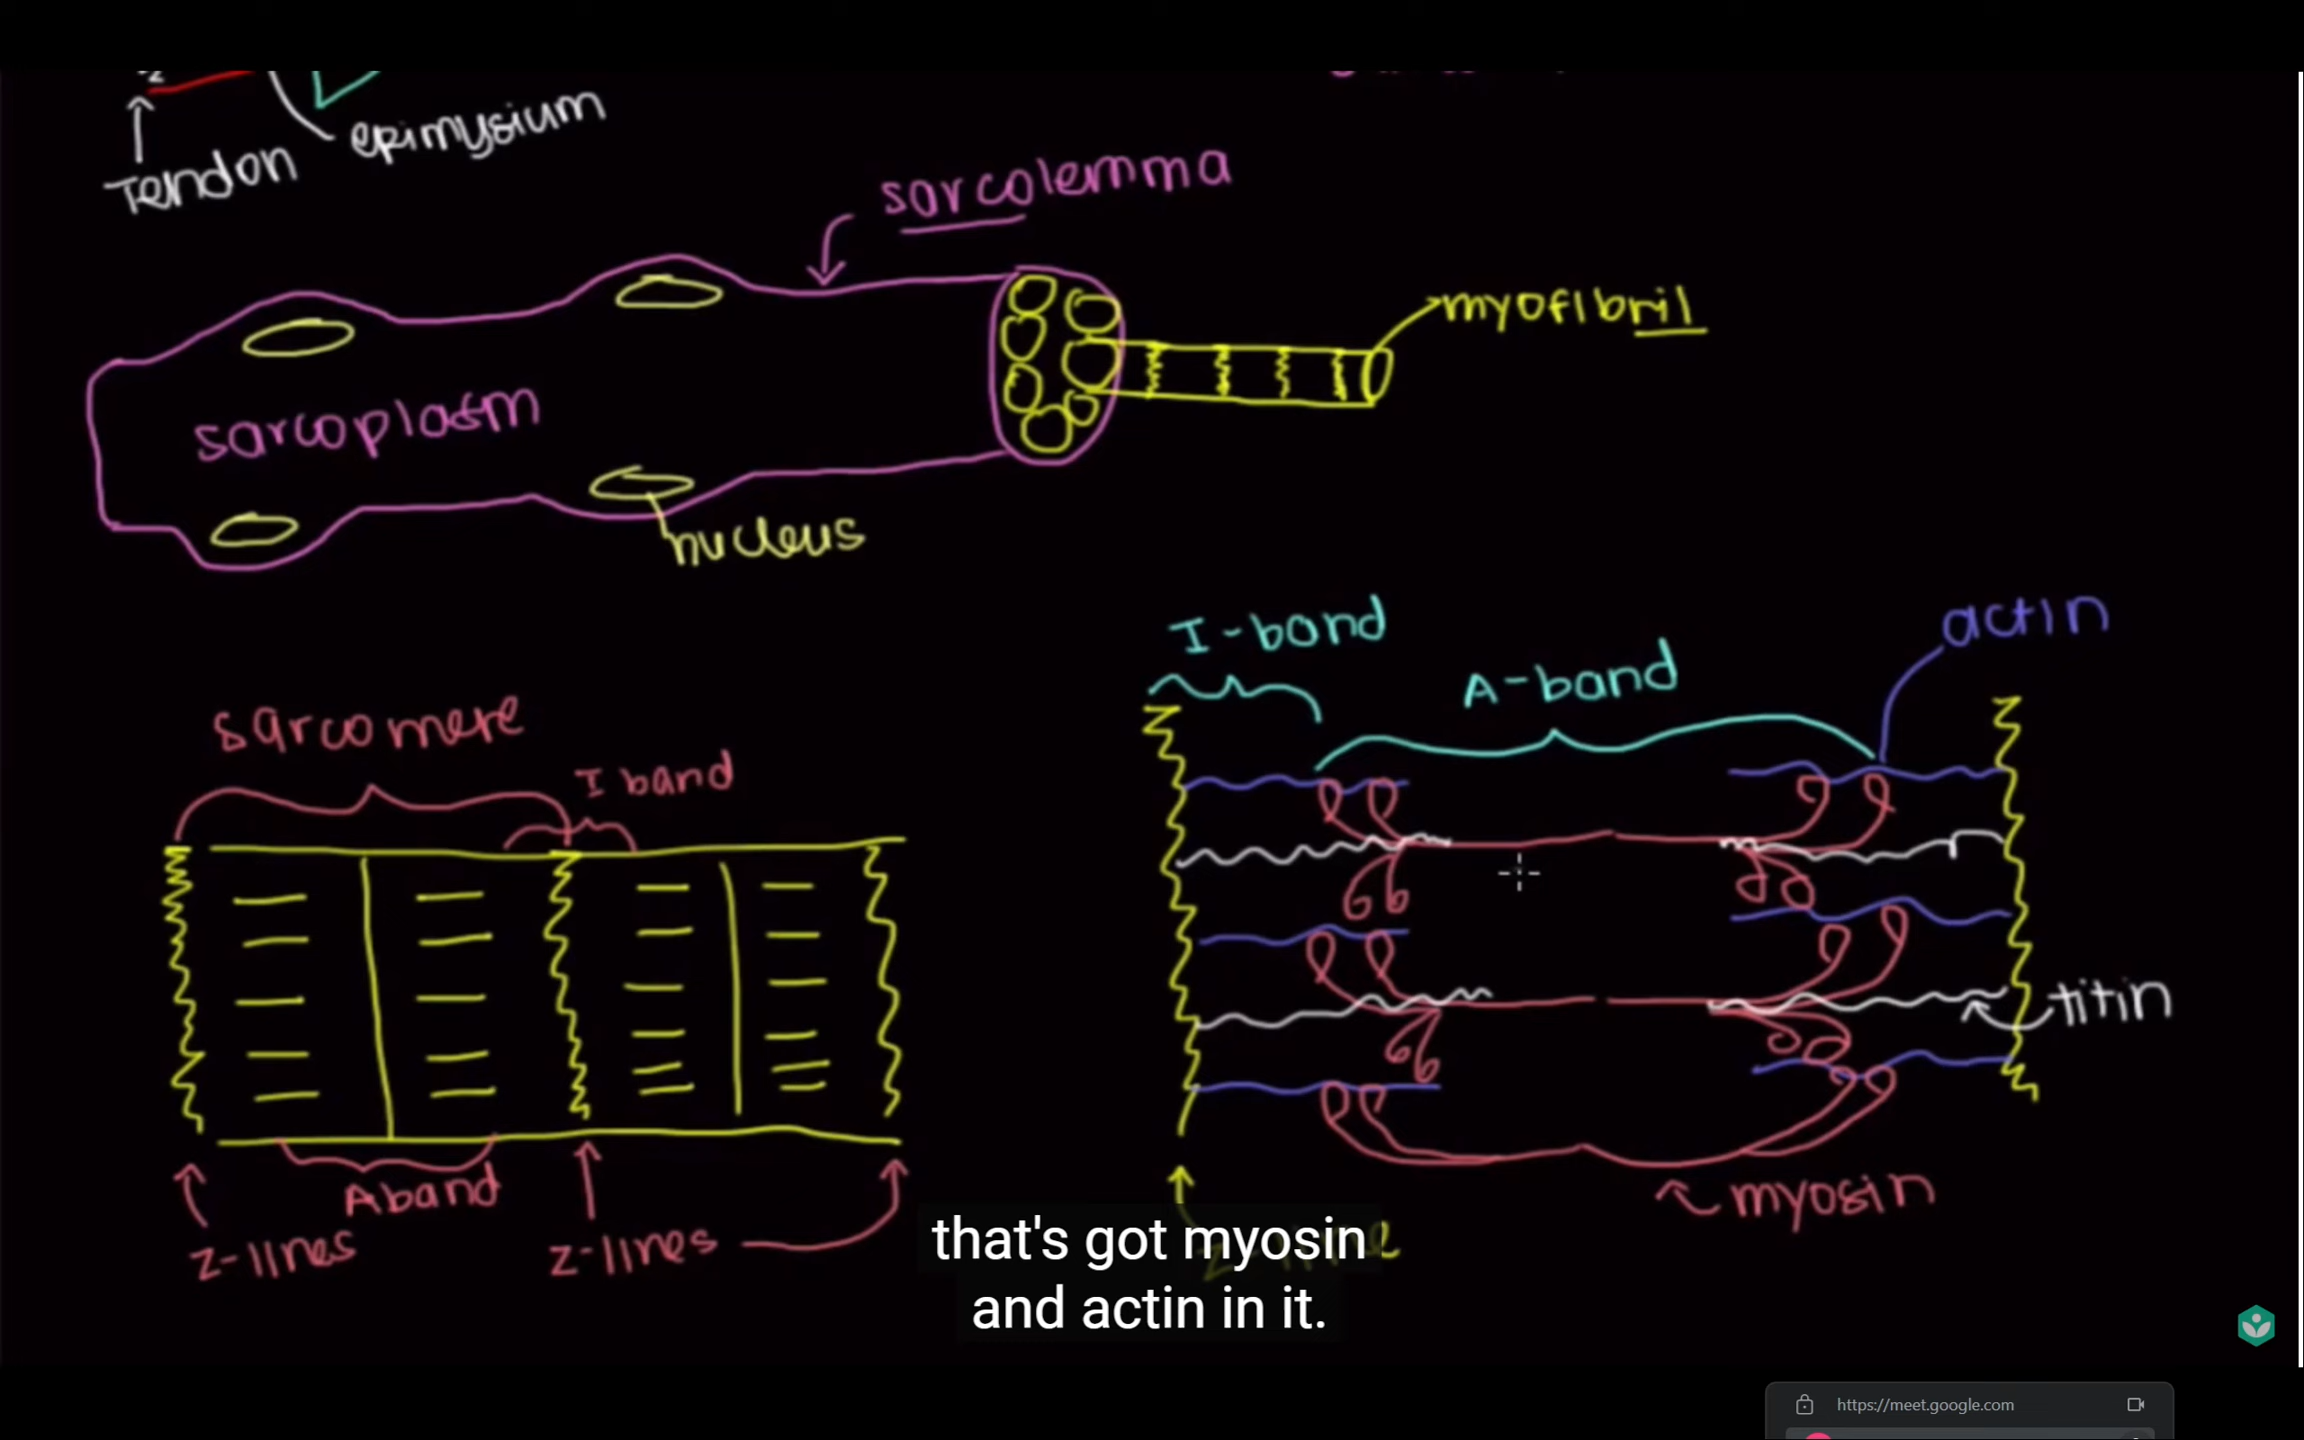 epimysium
Tendon
sarcolemma
myofibril
sarcoplasm
nucleus
I-band
actin
A-band
sarcomere
I band
titin
A band
myosin
z-lines
z-lines
that's got myosin
and actin in it.
https://meet.google.com